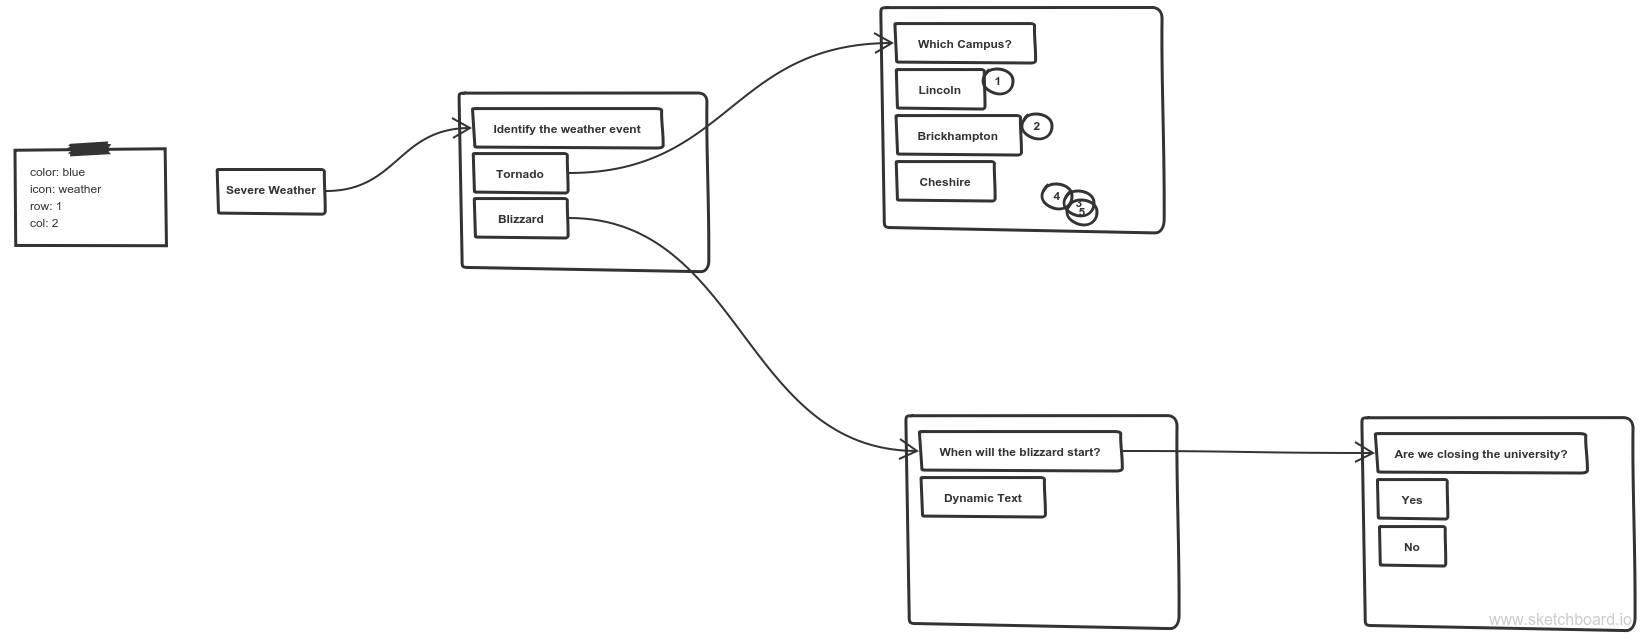 color: blue
icon: weather
row: 1
col: 2
Severe Weather
Identify the weather event
Tornado
Blizzard
Which Campus?
Lincoln
1
Brickhampton
2
Cheshire
4
3
5
When will the blizzard start?
Dynamic Text
Are we closing the university?
Yes
No
www.sketchboard.io